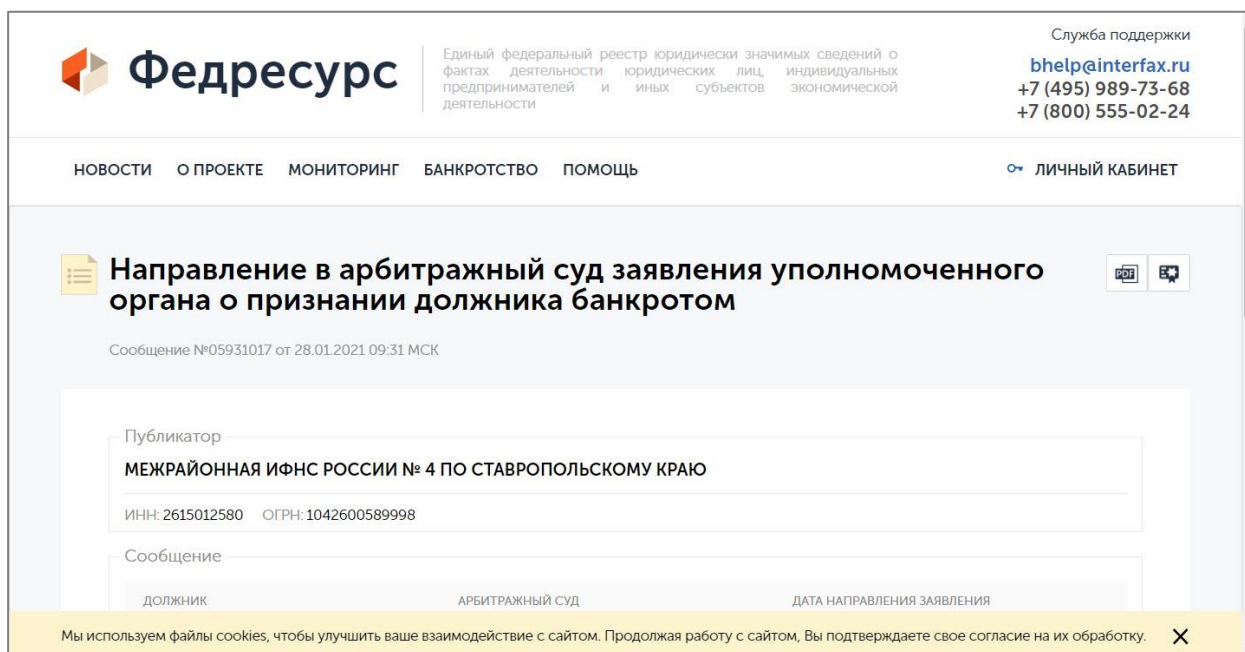 Федресурс
Единый федеральный реестр юридически значимых сведений о
фактах деятельности юридических лиц, индивидуальных
предпринимателей и иных субъектов экономической
деятельности
Служба поддержки
bhelp@interfax.ru
+7 (495) 989-73-68
+7 (800) 555-02-24
НОВОСТИ О ПРОЕКТЕ МОНИТОРИНГ БАНКРОТСТВО ПОМОЩЬ ЛИЧНЫЙ КАБИНЕТ
Направление в арбитражный суд заявления уполномоченного
органа о признании должника банкротом
PDF
Сообщение №05931017 от 28.01.2021 09:31 МСК
Публикатор
МЕЖРАЙОННАЯ ИФНС РОССИИ № 4 ПО СТАВРОПОЛЬСКОМУ КРАЮ
ИНН: 2615012580 ОГРН: 1042600589998
Сообщение
ДОЛЖНИК АРБИТРАЖНЫЙ СУД ДАТА НАПРАВЛЕНИЯ ЗАЯВЛЕНИЯ
Мы используем файлы cookies, чтобы улучшить ваше взаимодействие с сайтом. Продолжая работу с сайтом, Вы подтверждаете свое согласие на их обработку.